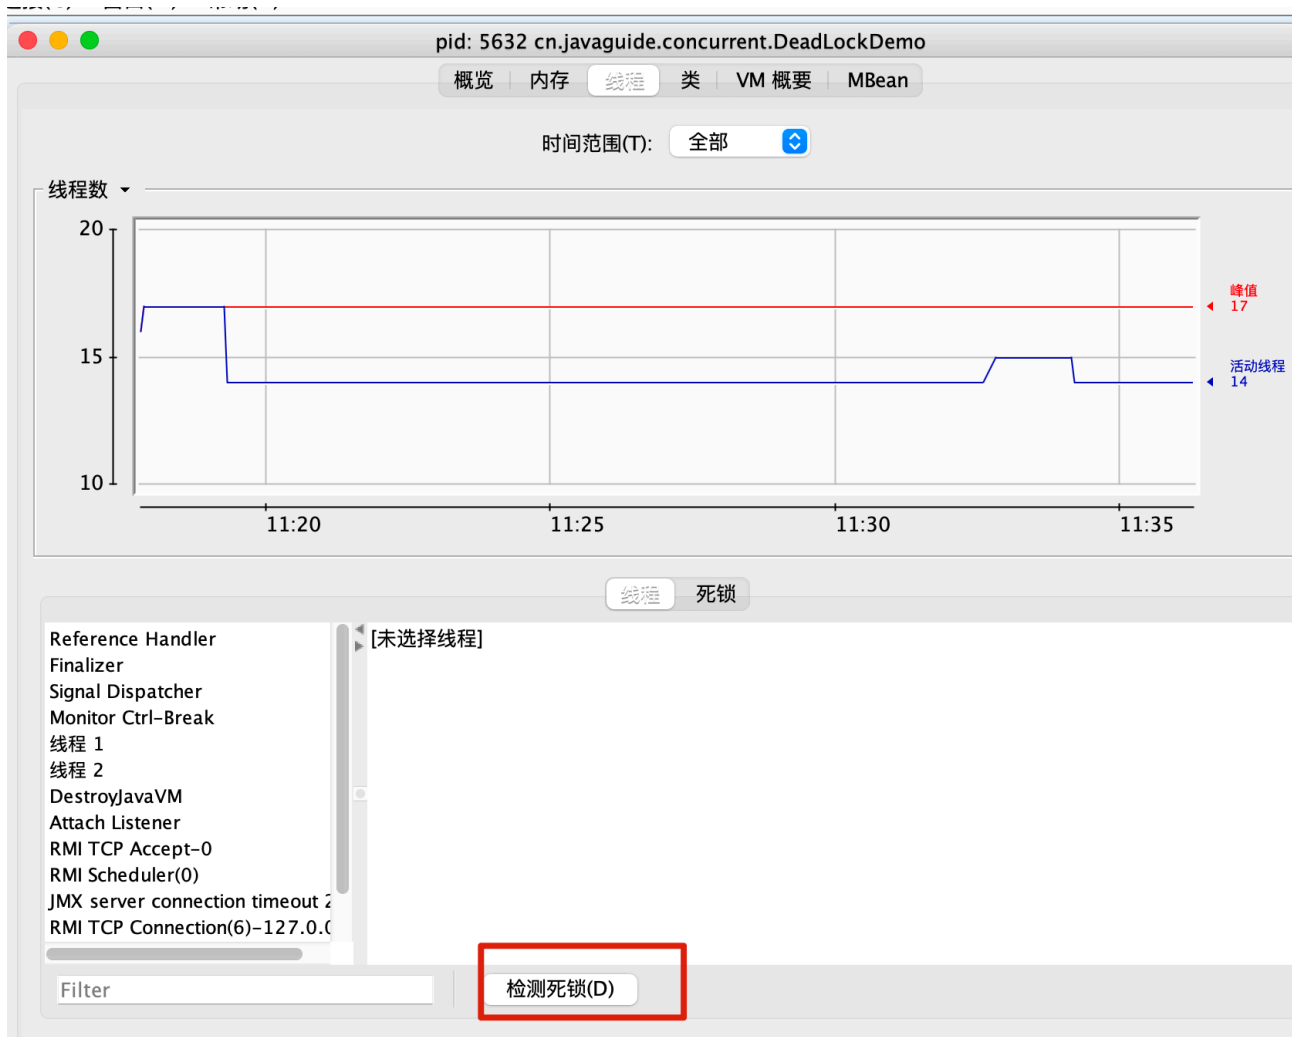 pid: 5632 cn.javaguide.concurrent.DeadLockDemo
概览 内存 线程 类 VM 概要 MBean
时间范围(T): 全部
线程数
20
15
10
峰值
17
活动线程
14
11:20 11:25 11:30 11:35
线程 死锁
Reference Handler
Finalizer
Signal Dispatcher
Monitor Ctrl-Break
线程 1
线程 2
DestroyJavaVM
Attach Listener
RMI TCP Accept-0
RMI Scheduler(0)
JMX server connection timeout 2
RMI TCP Connection(6)-127.0.0
[未选择线程]
Filter
检测死锁(D)